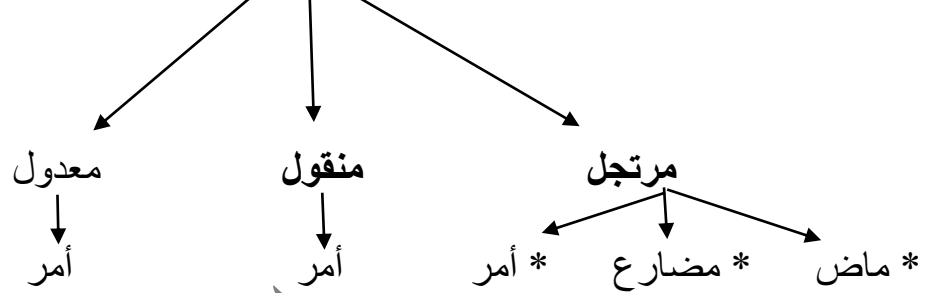 مرتجل منقول معدول
* ماض * مضارع * أمر أمر أمر